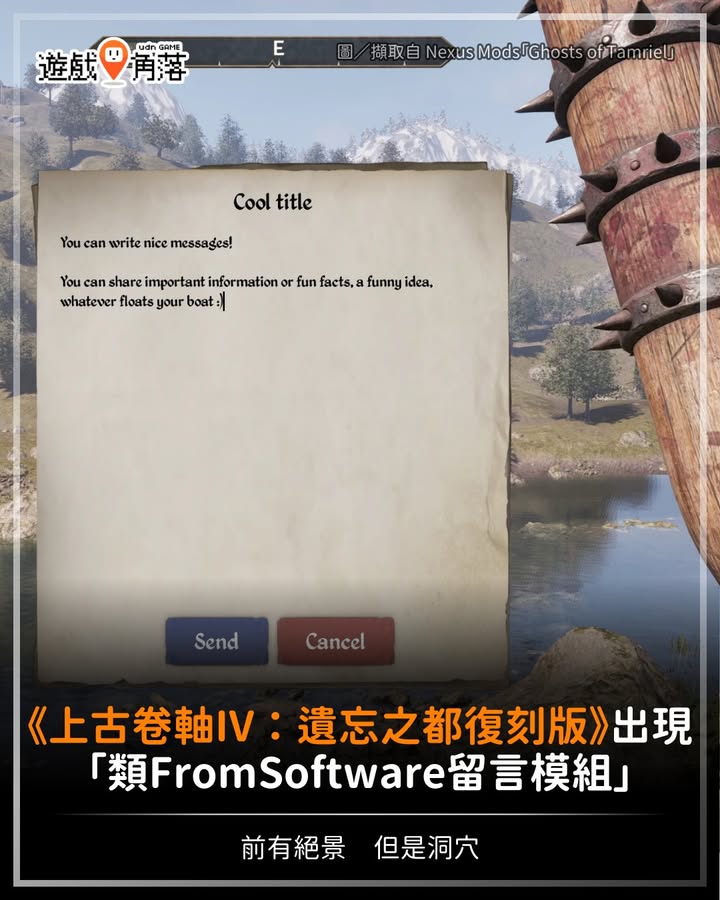 udn GAME
遊戲角落
E
圖／擷取自 Nexus Mods「Ghosts of Tamriel」
Cool title
You can write nice messages!
You can share important information or fun facts, a funny idea,
whatever floats your boat :)
Send
Cancel
《上古卷軸IV：遺忘之都復刻版》出現
「類FromSoftware留言模組」
前有絕景　但是洞穴